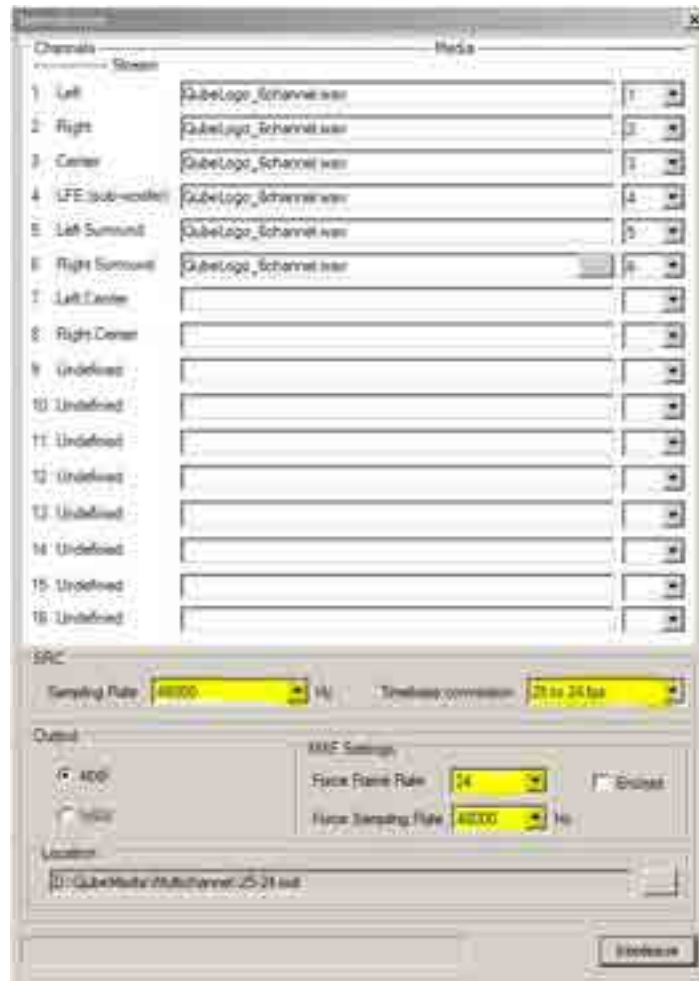 Channels Media
Stream
1 Left QubeLogo_6channel.wav 1
2 Right QubeLogo_6channel.wav 2
3 Center QubeLogo_6channel.wav 3
4 LFE (sub-woofer) QubeLogo_6channel.wav 4
5 Left Surround QubeLogo_6channel.wav 5
6 Right Surround QubeLogo_6channel.wav 6
7 Left Center
8 Right Center
9 Undefined
10 Undefined
11 Undefined
12 Undefined
13 Undefined
14 Undefined
15 Undefined
16 Undefined
SRC
Sampling Rate 48000 Hz Timebase conversion 25 to 24 fps
Output
MXF Settings
Force Frame Rate 24 Encrypt
Force Sampling Rate 48000 Hz
Location
Interleave